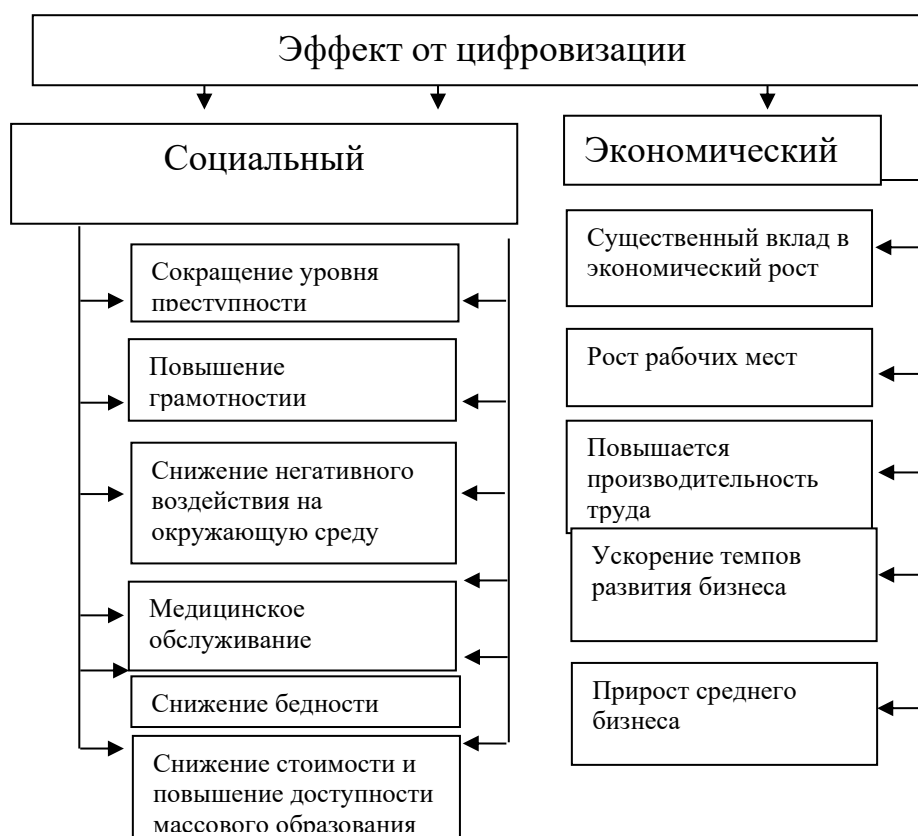 Эффект от цифровизации
Социальный
Сокращение уровня
преступности
Повышение
грамотностии
Снижение негативного
воздействия на
окружающую среду
Медицинское
обслуживание
Снижение бедности
Снижение стоимости и
повышение доступности
массового образования
Экономический
Существенный вклад в
экономический рост
Рост рабочих мест
Повышается
производительность
труда
Ускорение темпов
развития бизнеса
Прирост среднего
бизнеса